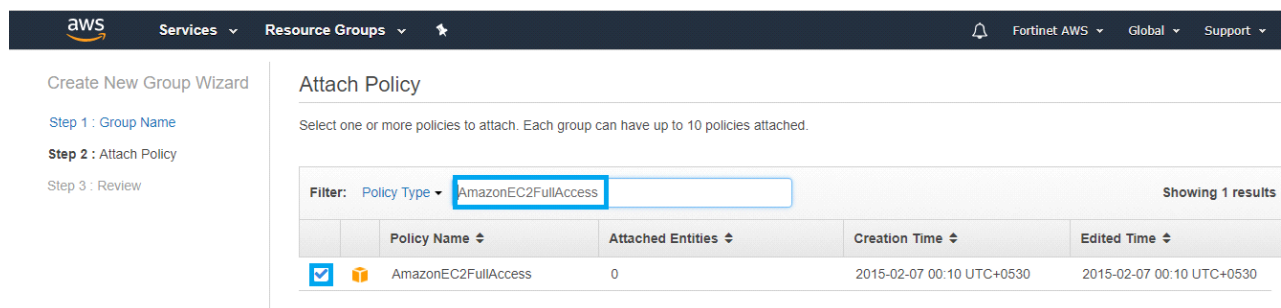 aws Services Resource Groups Fortinet AWS Global Support
Create New Group Wizard
Step 1 : Group Name
Step 2 : Attach Policy
Step 3 : Review
Attach Policy
Select one or more policies to attach. Each group can have up to 10 policies attached.
Filter: Policy Type AmazonEC2FullAccess Showing 1 results
Policy Name Attached Entities Creation Time Edited Time
AmazonEC2FullAccess 0 2015-02-07 00:10 UTC+0530 2015-02-07 00:10 UTC+0530